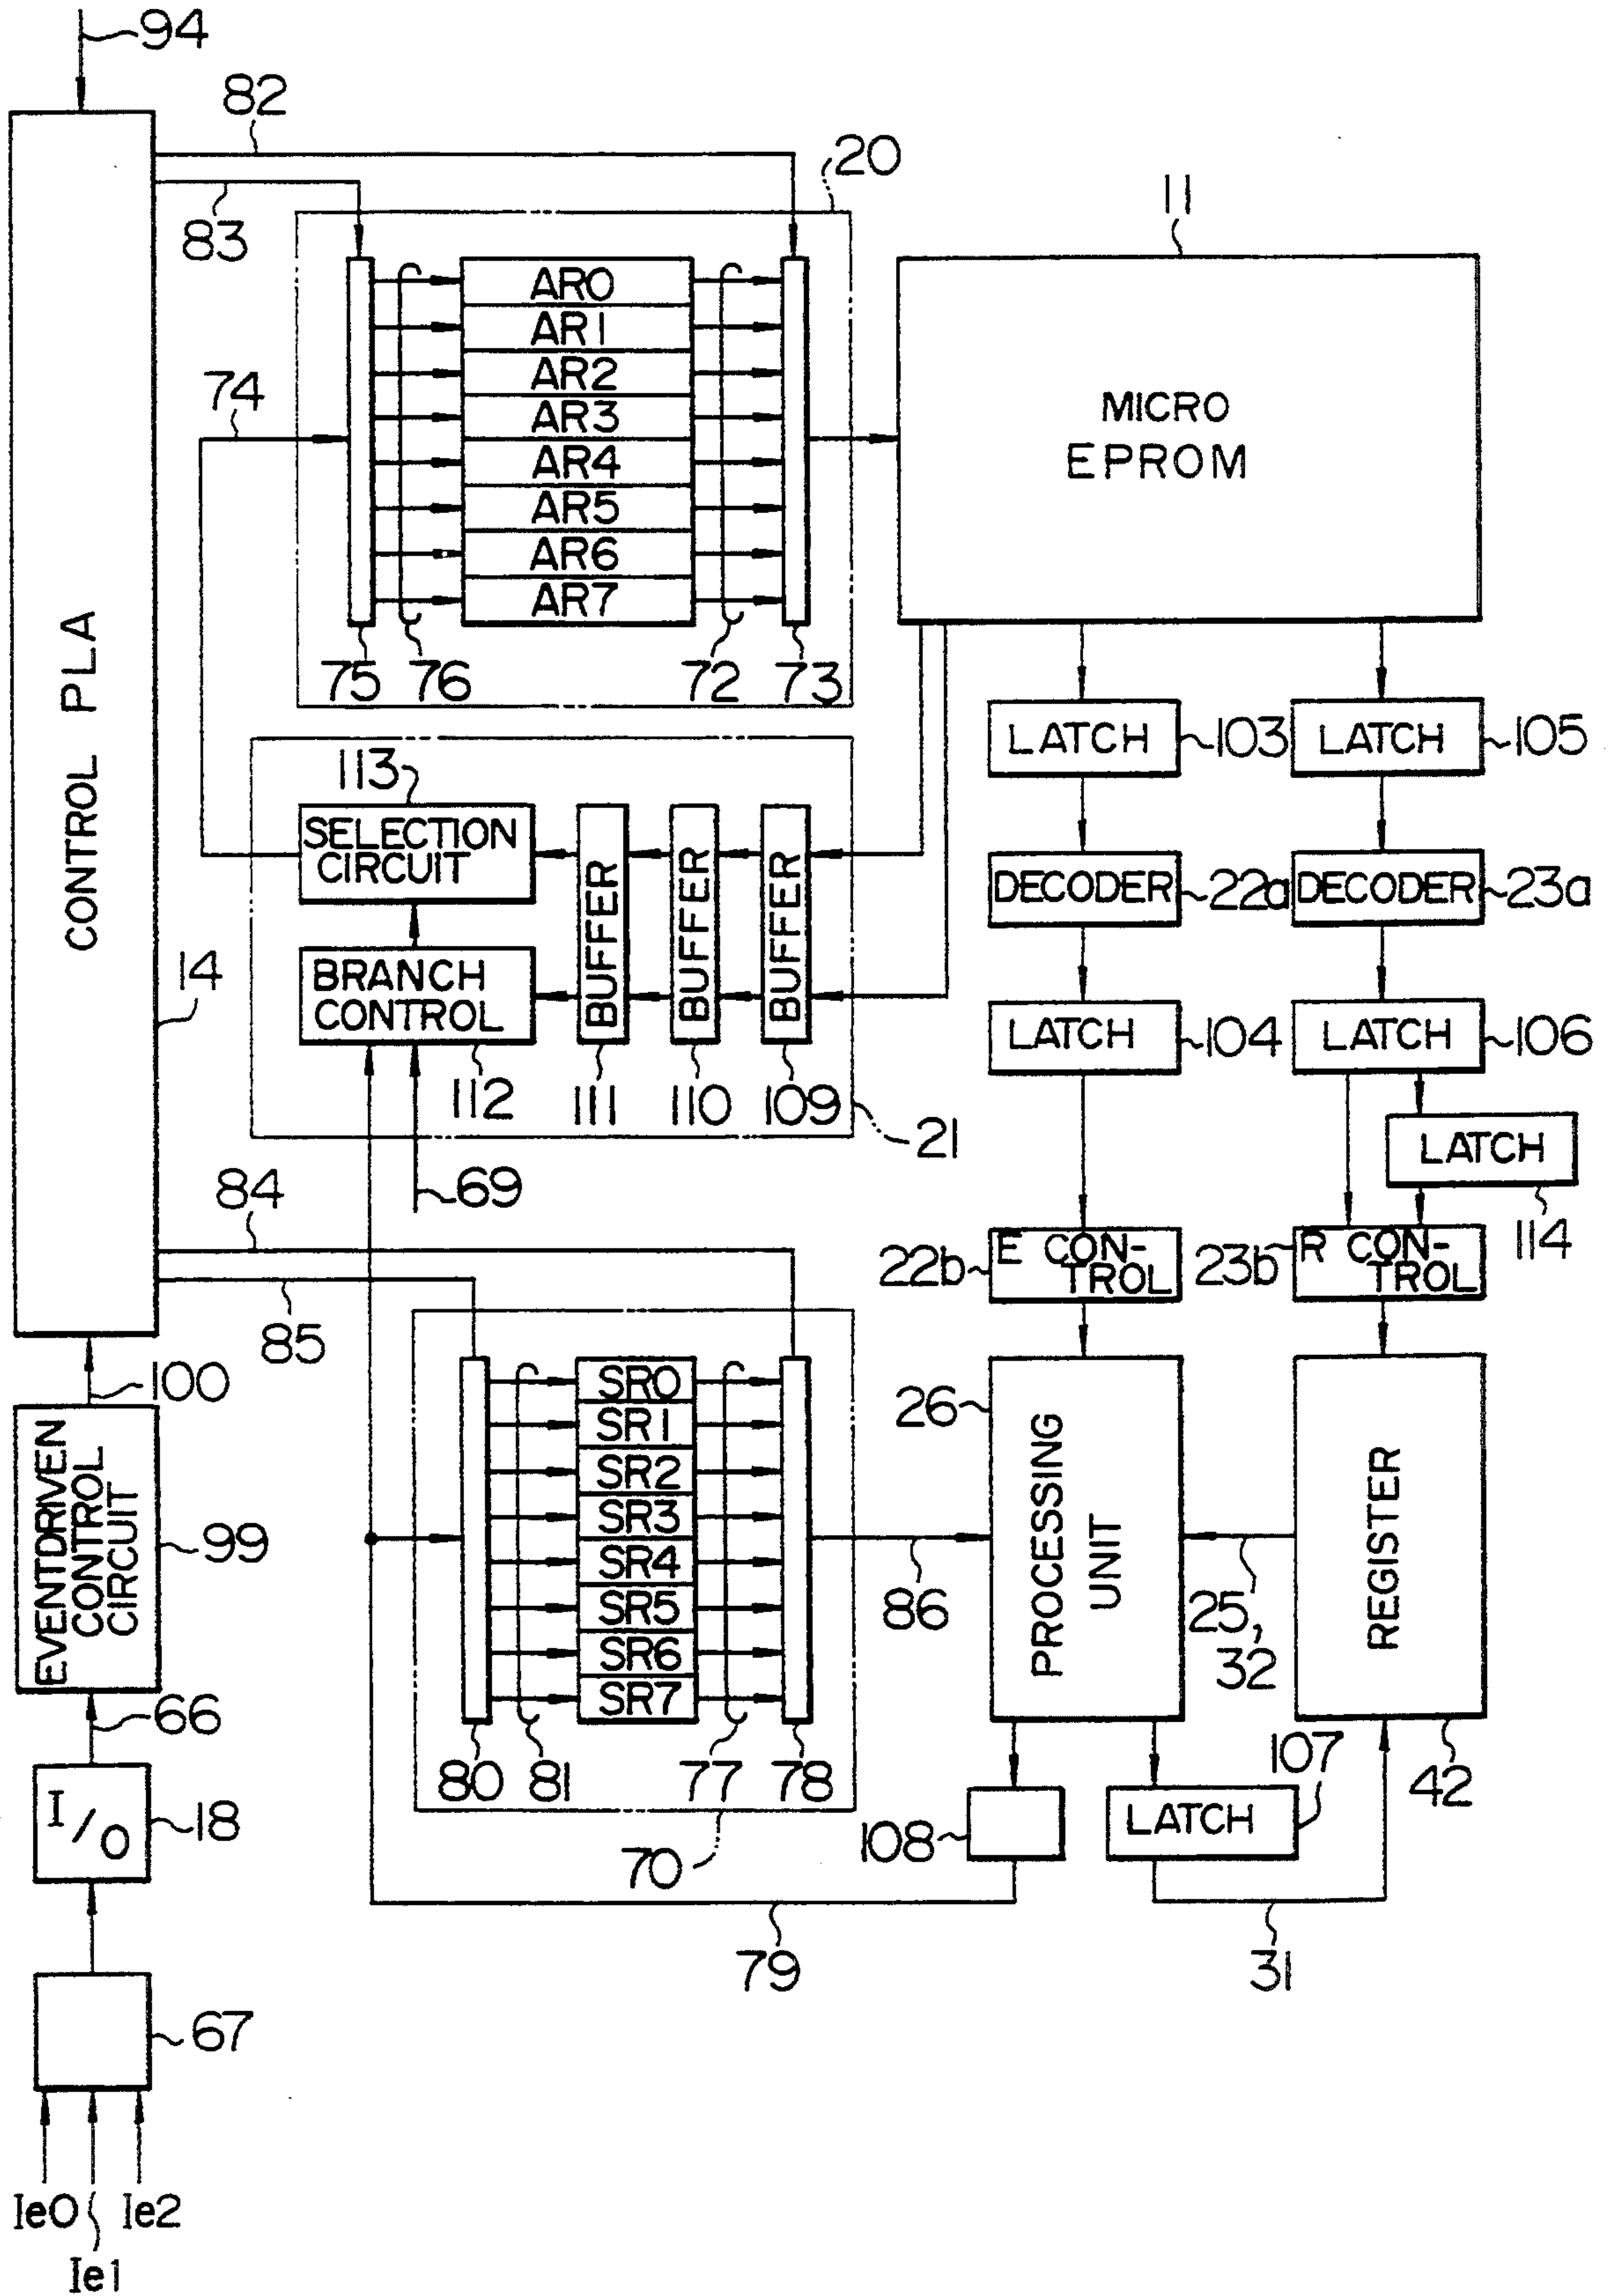 94
82
20
83
11
AR0
AR1
AR2
AR3
AR4
AR5
AR6
AR7
74
MICRO
EPROM
75
76
72
73
CONTROL PLA
14
113
SELECTION
CIRCUIT
BRANCH
CONTROL
BUFFER
BUFFER
BUFFER
112
111
110
109
21
69
LATCH
103
LATCH
105
DECODER
22a
DECODER
23a
LATCH
104
LATCH
106
LATCH
114
84
85
22b
E CON-
TROL
23b
R CON-
TROL
100
EVENTDRIVEN
CONTROL
CIRCUIT
99
SR0
SR1
SR2
SR3
SR4
SR5
SR6
SR7
26
PROCESSING
UNIT
86
25,
32
REGISTER
42
66
80
81
77
78
70
I/O
18
108
LATCH
107
79
31
67
Ie0
Ie1
Ie2